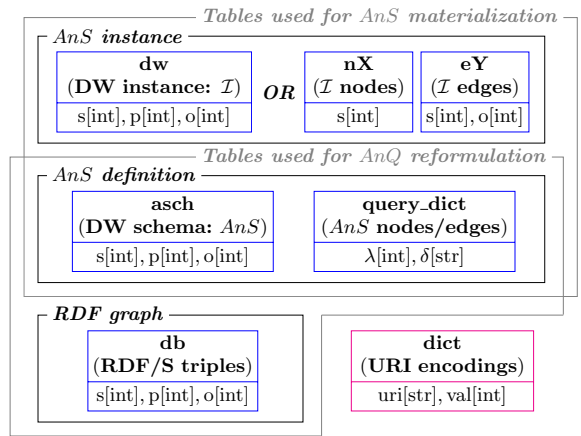 Tables used for AnS materialization
AnS instance
dw
(DW instance: ℐ)
s[int], p[int], o[int]
OR
nX
(ℐ nodes)
s[int]
eY
(ℐ edges)
s[int], o[int]
Tables used for AnQ reformulation
AnS definition
asch
(DW schema: AnS)
s[int], p[int], o[int]
query_dict
(AnS nodes/edges)
λ[int], δ[str]
RDF graph
db
(RDF/S triples)
s[int], p[int], o[int]
dict
(URI encodings)
uri[str], val[int]